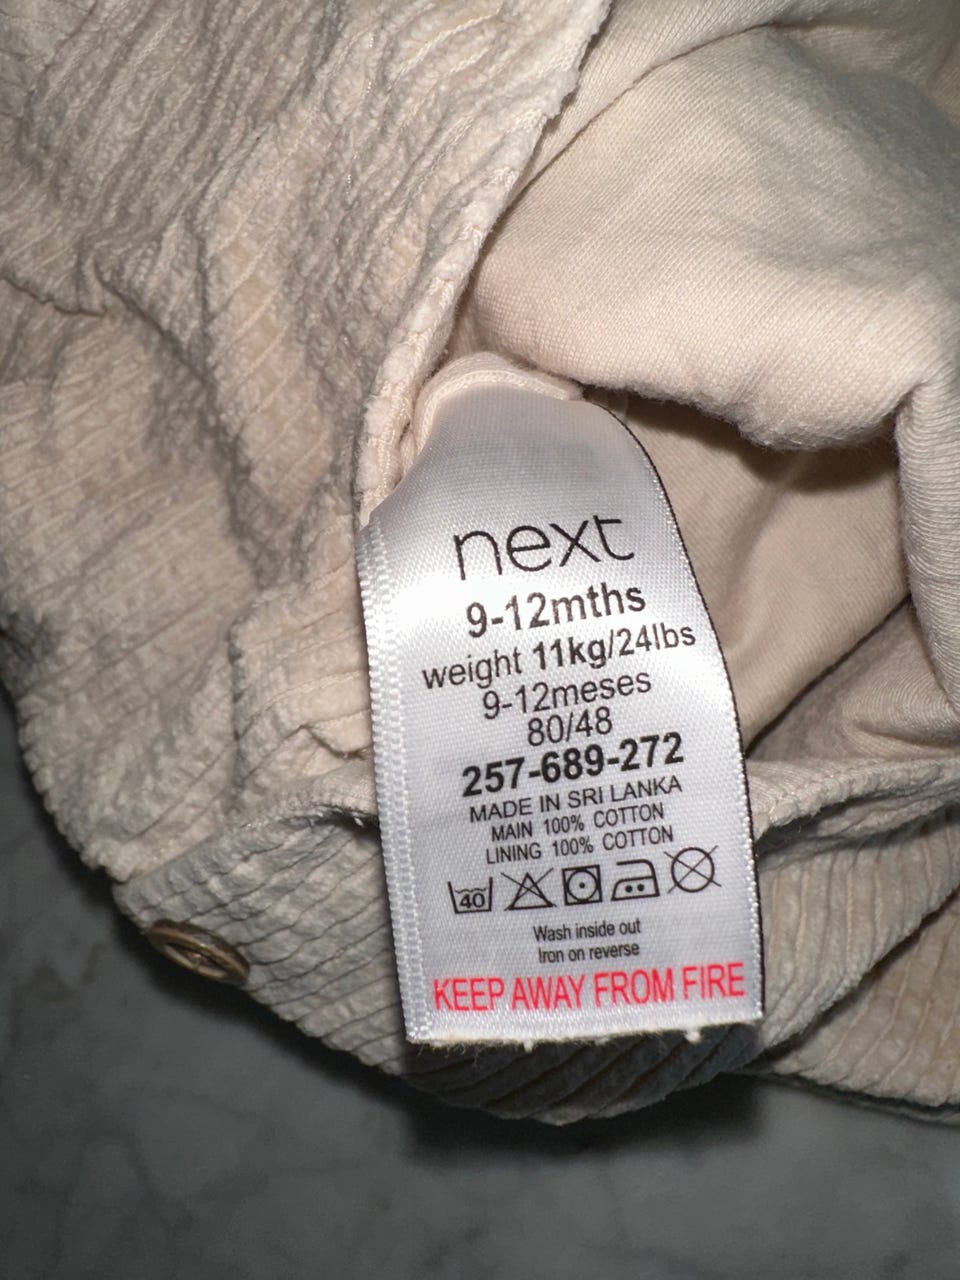 next
9-12mths
weight 11kg/24lbs
9-12meses
80/48
257-689-272
MADE IN SRI LANKA
MAIN 100% COTTON
LINING 100% COTTON
40
Wash inside out
Iron on reverse
KEEP AWAY FROM FIRE